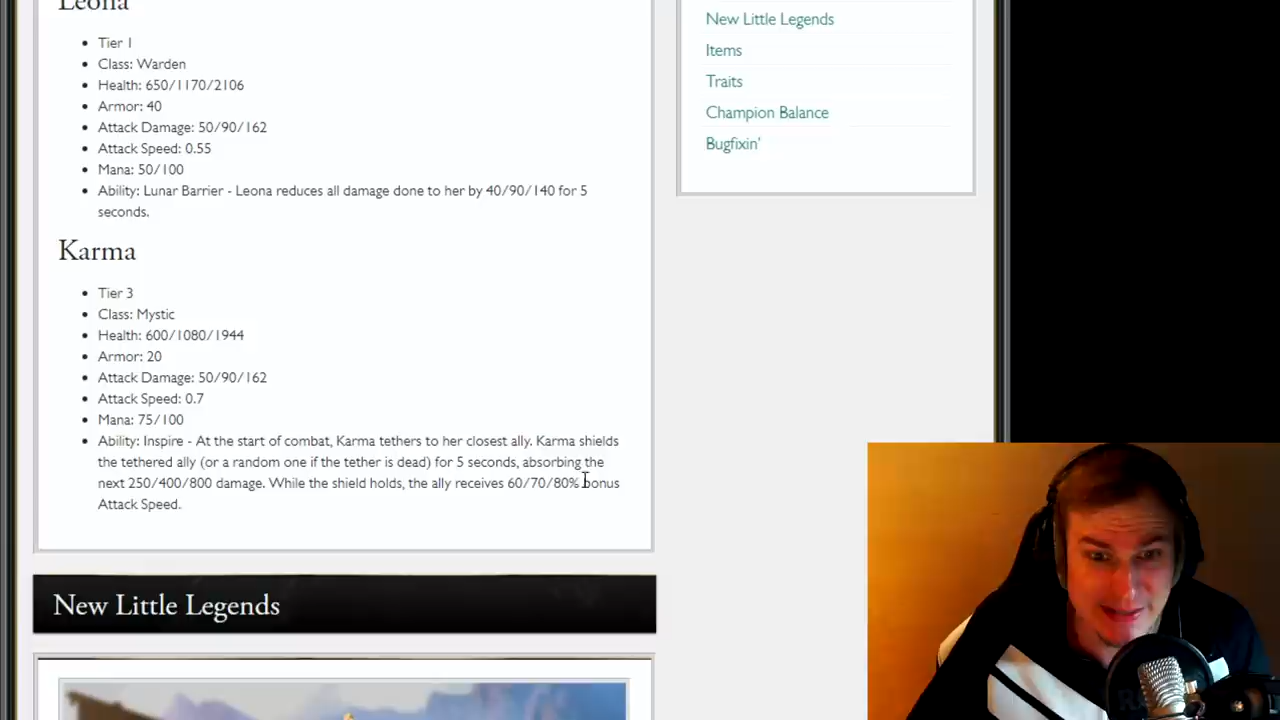 Leona
Tier 1
Class: Warden
Health: 650/1170/2106
Armor: 40
Attack Damage: 50/90/162
Attack Speed: 0.55
Mana: 50/100
Ability: Lunar Barrier - Leona reduces all damage done to her by 40/90/140 for 5
seconds.
Karma
Tier 3
Class: Mystic
Health: 600/1080/1944
Armor: 20
Attack Damage: 50/90/162
Attack Speed: 0.7
Mana: 75/100
Ability: Inspire - At the start of combat, Karma tethers to her closest ally. Karma shields
the tethered ally (or a random one if the tether is dead) for 5 seconds, absorbing the
next 250/400/800 damage. While the shield holds, the ally receives 60/70/80% bonus
Attack Speed.
New Little Legends
New Little Legends
Items
Traits
Champion Balance
Bugfixin'